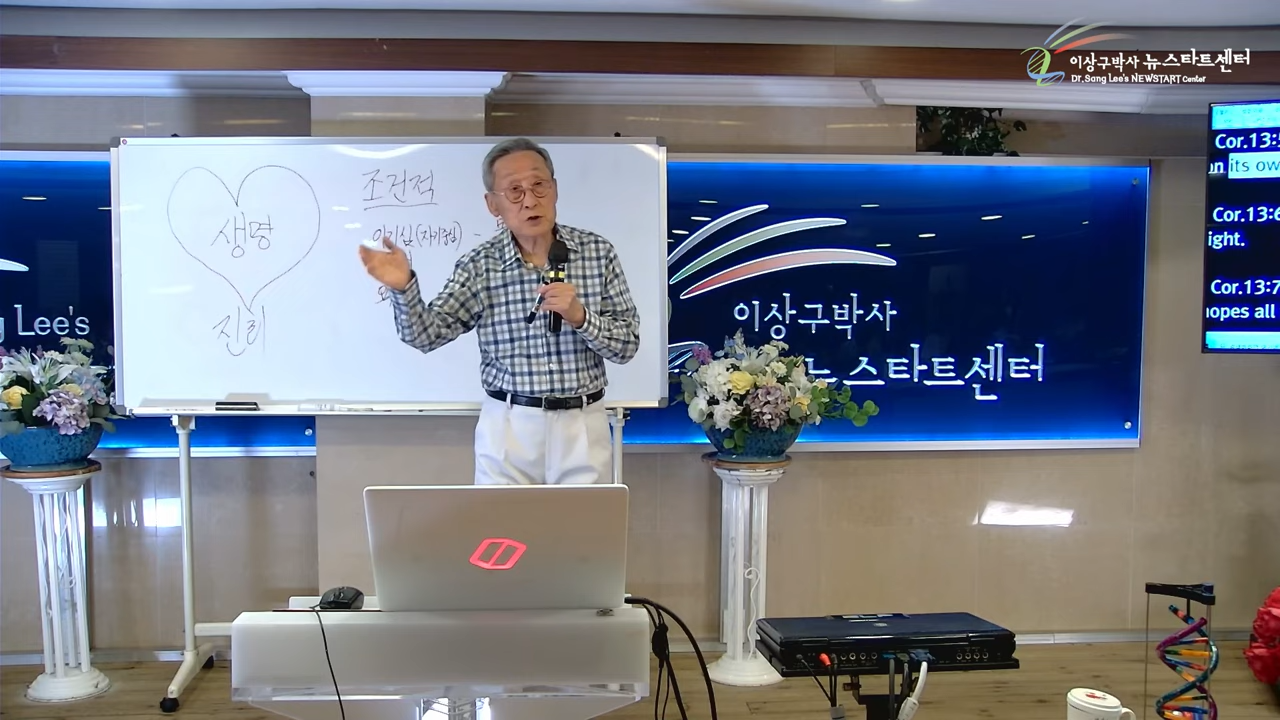 이상구박사 뉴스타트센터
Dr. Sang Lee's NEWSTART Center
Cor.13:5
its ow
Cor.13:6
ight.
Cor.13:7
hopes all
조건적
생명
이기심(자기중심) -
진리
Lee's
이상구박사
뉴스타트센터